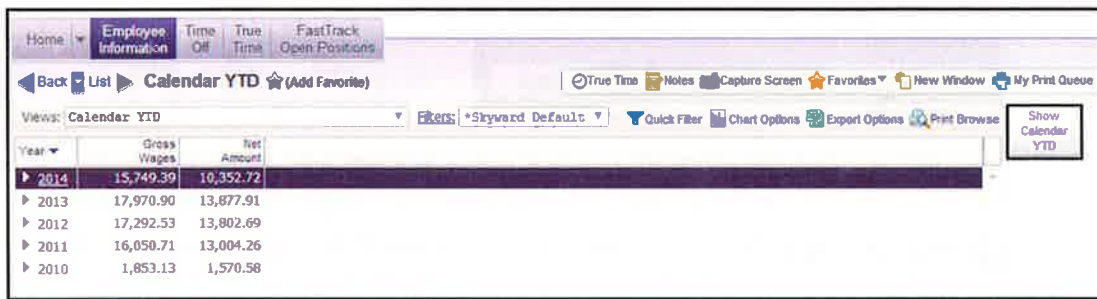 Home Employee Information Time Off True Time FastTrack Open Positions
Back List Calendar YTD (Add Favorite) True Time Notes Capture Screen Favorites New Window My Print Queue
Views: Calendar YTD Filters: *Skyward Default Quick Filter Chart Options Export Options Print Browse Show Calendar YTD
Year Gross Wages Net Amount
2014 15,749.39 10,352.72
2013 17,970.90 13,877.91
2012 17,292.53 13,802.69
2011 16,050.71 13,004.26
2010 1,853.13 1,570.58